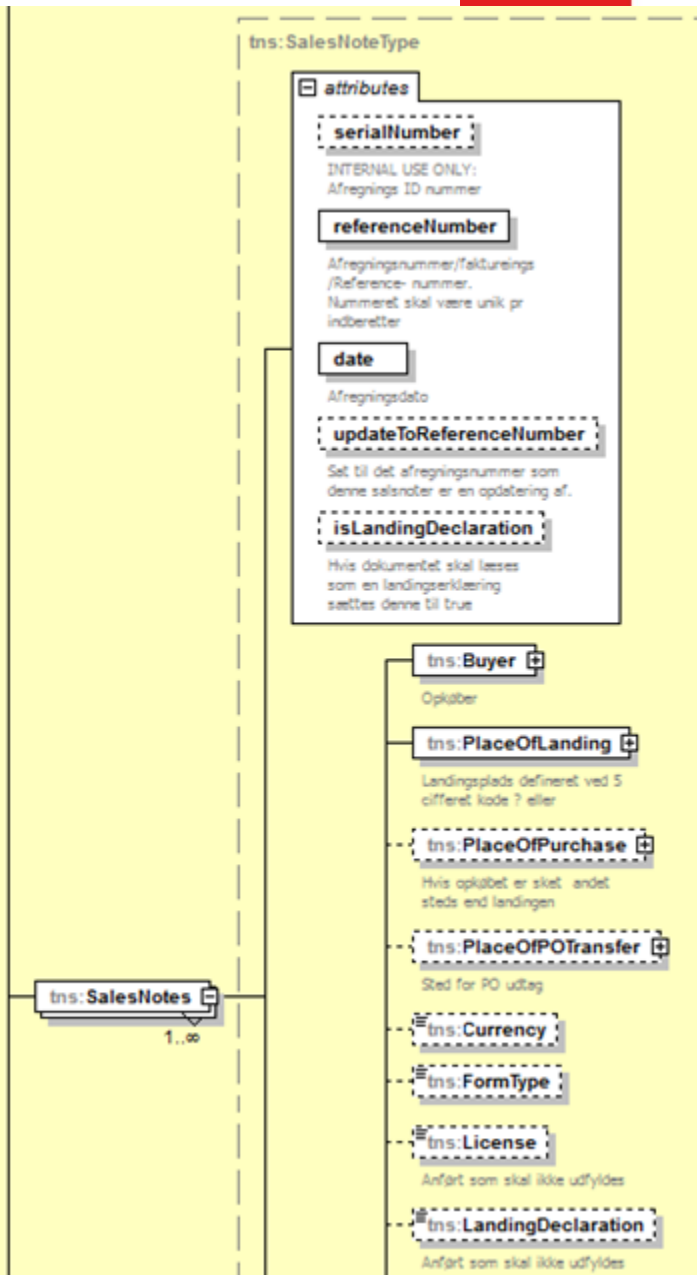 tns:SalesNoteType
attributes
serialNumber
INTERNAL USE ONLY:
Afregnings ID nummer
referenceNumber
Afregningsnummer/faktureings
/Reference- nummer.
Nummeret skal være unik pr
indberetter
date
Afregningsdato
updateToReferenceNumber
Sat til det afregningsnummer som
denne salsnoter er en opdatering af.
isLandingDeclaration
Hvis dokumentet skal læses
som en landingserklæring
sættes denne til true
tns:Buyer
Opkøber
tns:PlaceOfLanding
Landingsplads defineret ved 5
cifferet kode ? eller
tns:PlaceOfPurchase
Hvis opkøbet er sket andet
steds end landingen
tns:PlaceOfPOTransfer
Sted for PO udtag
tns:SalesNotes
1..∞
tns:Currency
tns:FormType
tns:License
Anført som skal ikke udfyldes
tns:LandingDeclaration
Anført som skal ikke udfyldes